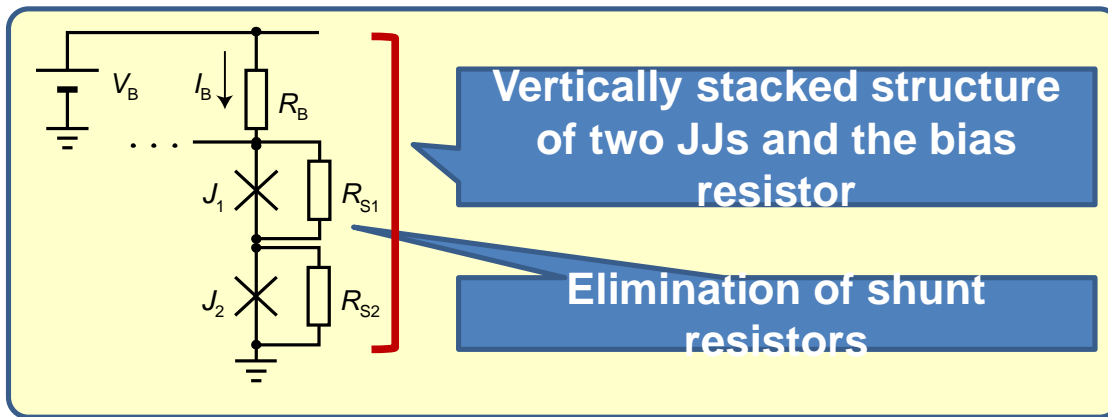 V_B
I_B
R_B
. . .
J_1
R_S1
J_2
R_S2
Vertically stacked structure
of two JJs and the bias
resistor
Elimination of shunt
resistors